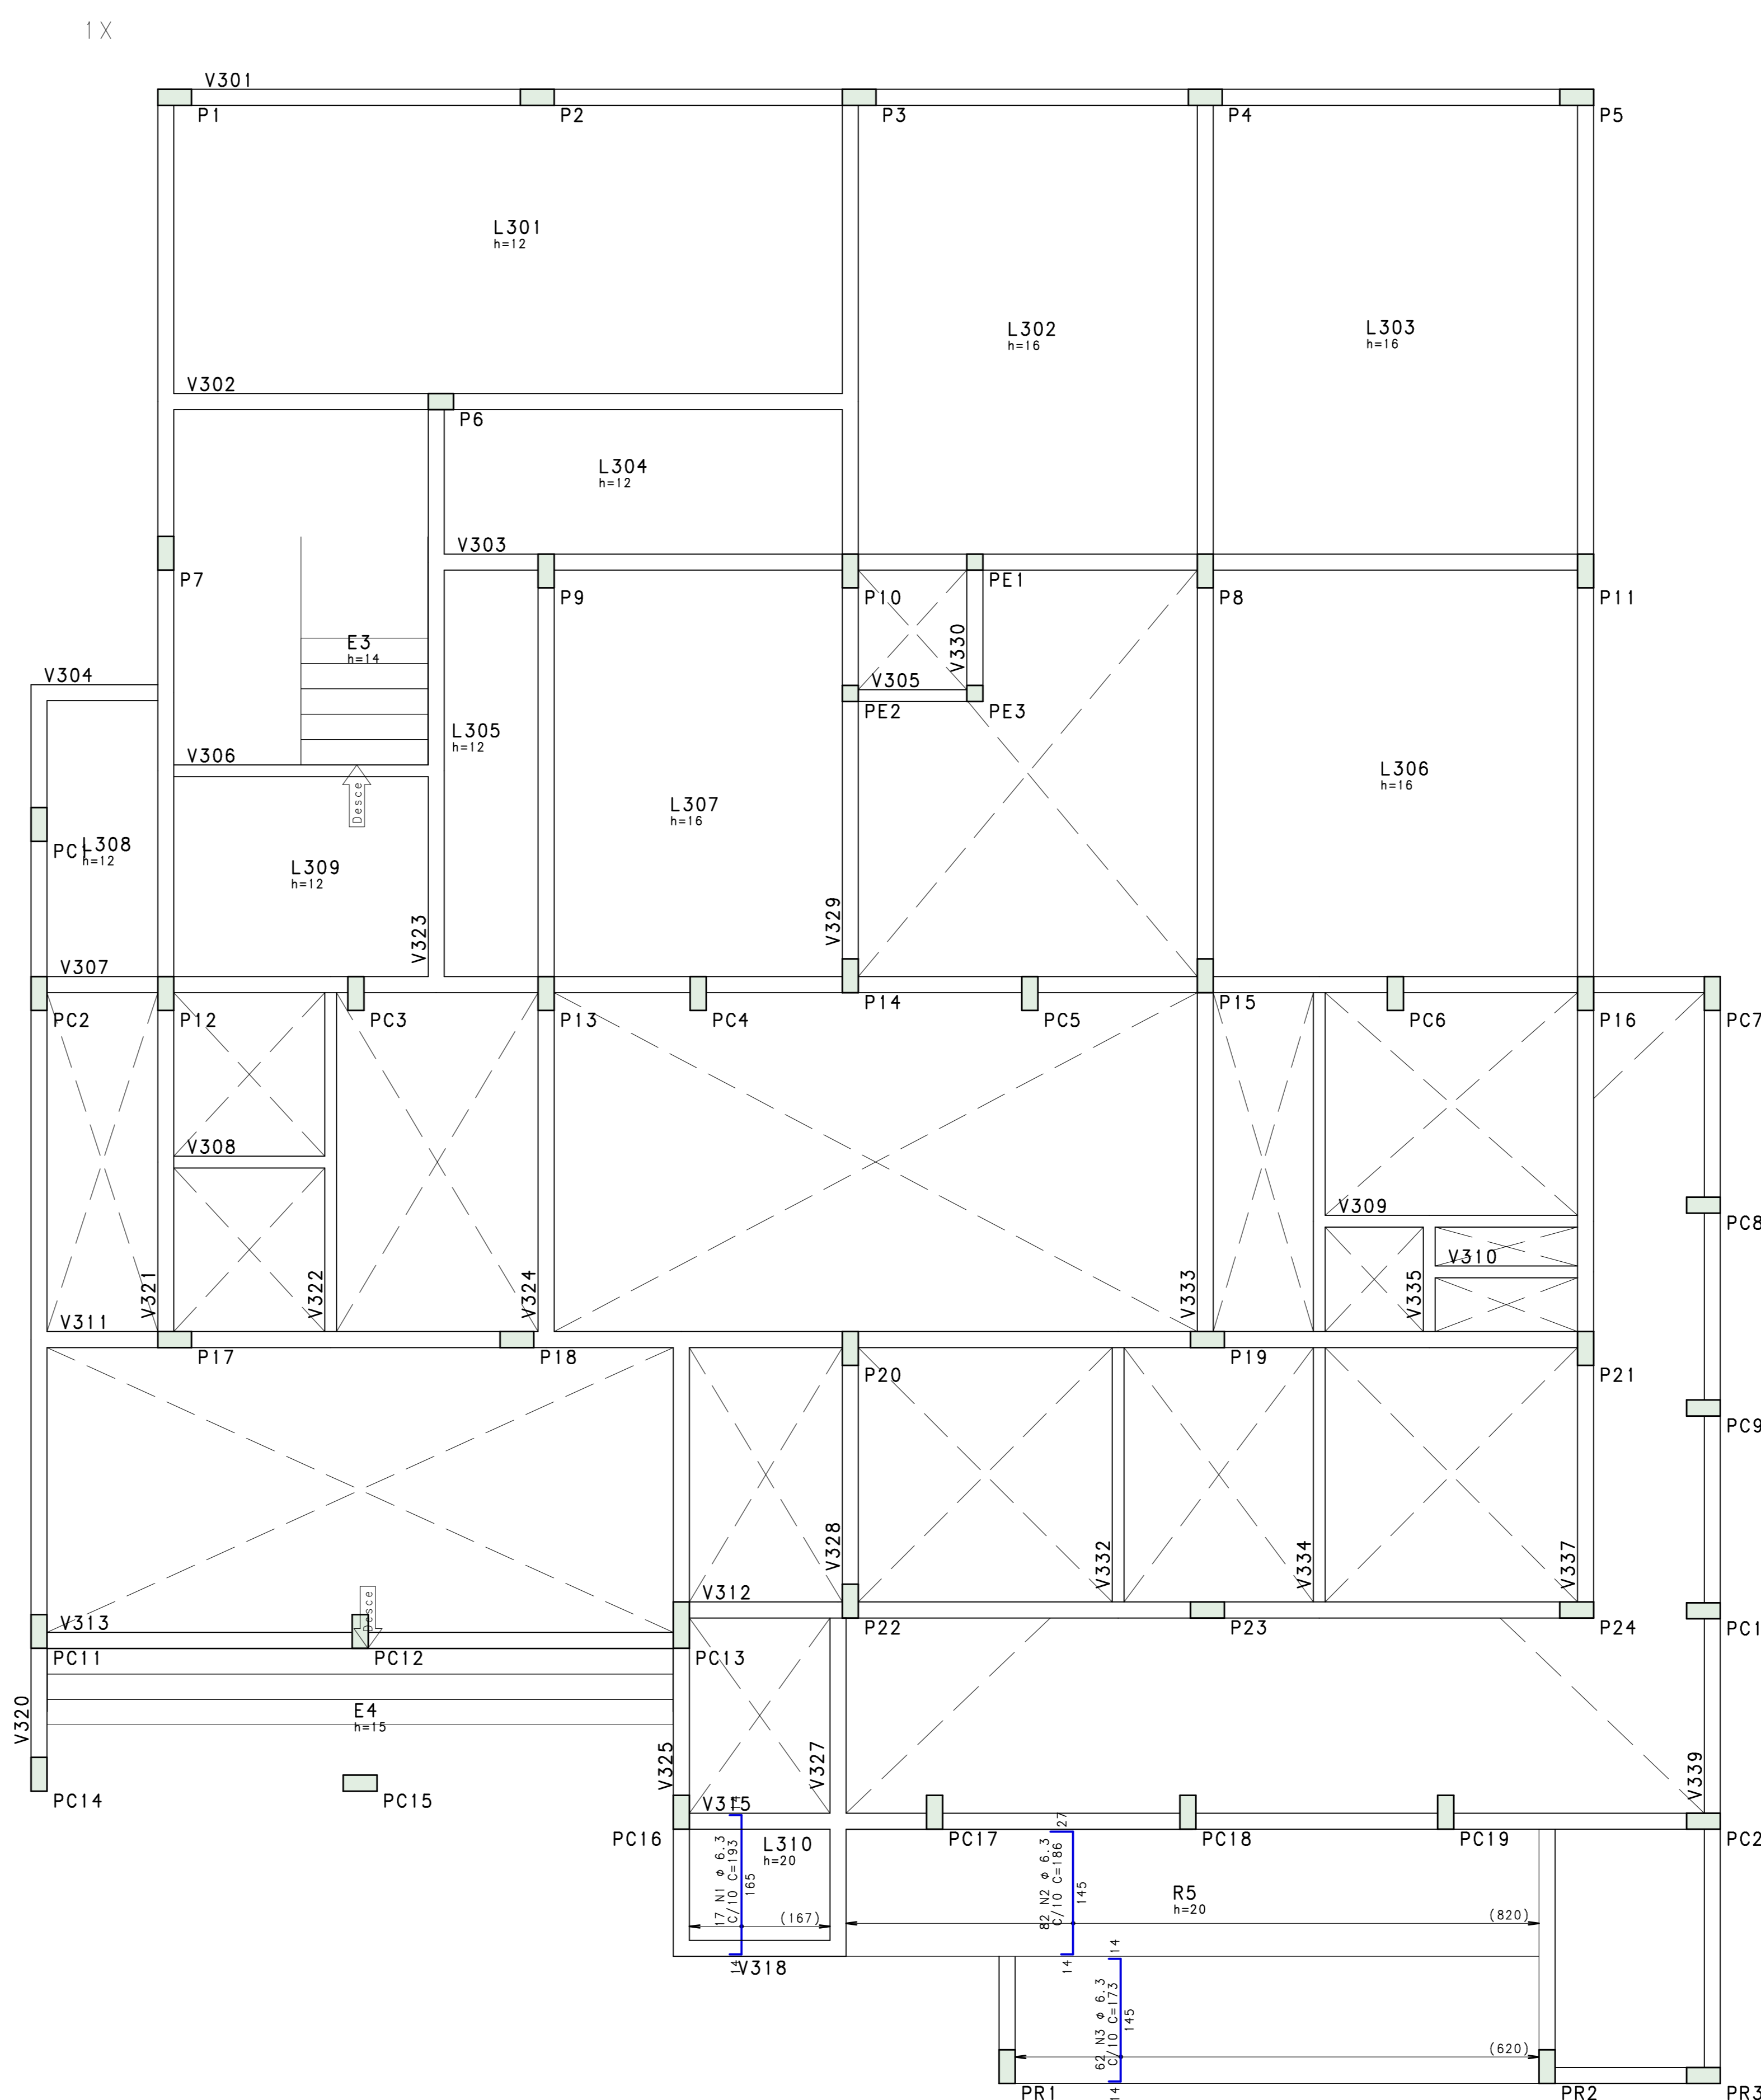 1X
V301
P1
P2
P3
P4
P5
L301
h=12
L302
h=16
L303
h=16
V302
P6
L304
h=12
V303
P7
P9
P10
PE1
P8
P11
E3
h=14
V330
V304
V305
PE2
PE3
L305
h=12
V306
Desce
L306
h=16
L307
h=16
PC1
L308
h=12
L309
h=12
V323
V329
V307
PC2
P12
PC3
P13
PC4
P14
PC5
P15
PC6
P16
PC7
V308
V309
PC8
V310
V321
V322
V324
V333
V335
V311
P17
P18
P20
P19
P21
PC9
V328
V332
V334
V337
V312
V313
Desce
PC11
PC12
PC13
P22
P23
P24
PC1
V320
E4
h=15
V325
V327
V339
PC14
PC15
V315
14
PC16
L310
h=20
17 N1 φ 6.3
C/10 C=193
165
(167)
14
V318
PC17
PC18
PC19
PC2
27
82 N2 φ 6.3
C/10 C=186
145
14
R5
h=20
(820)
14
62 N3 φ 6.3
C/10 C=173
145
14
(620)
PR1
PR2
PR3